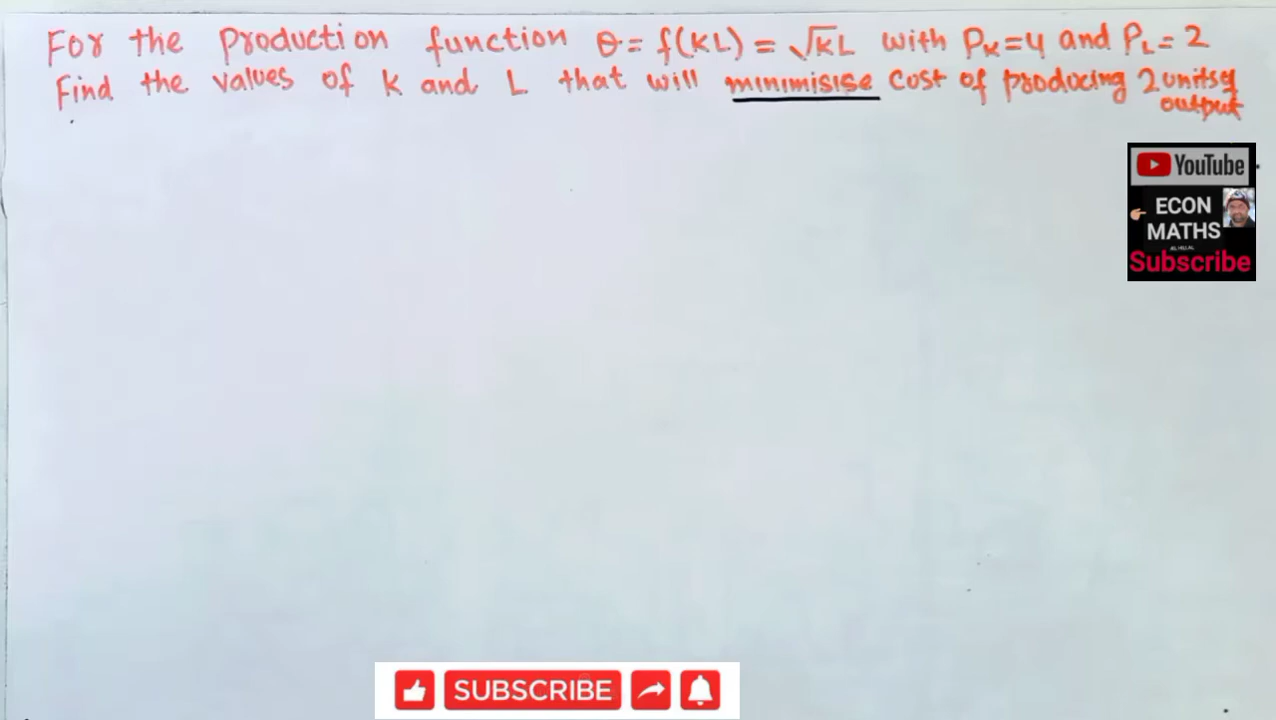 For the production function θ = f(KL) = √KL with PK=4 and PL=2
Find the values of K and L that will minimisise cost of producing 2 units of
output
YouTube
ECON
MATHS
Subscribe
SUBSCRIBE